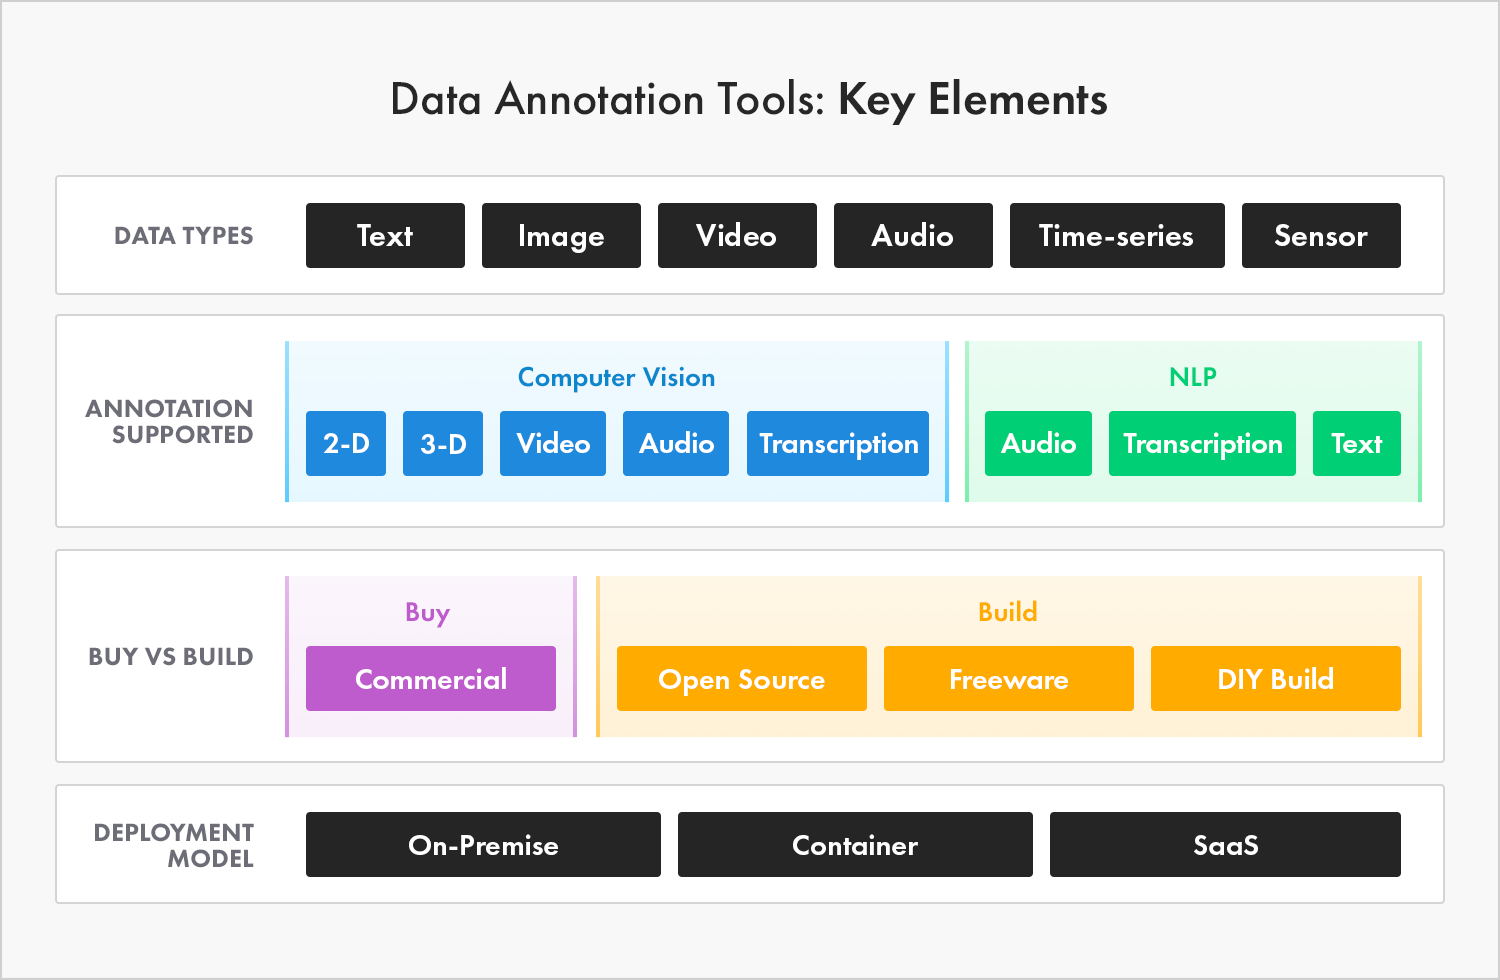 Data Annotation Tools: Key Elements
DATA TYPES
Text
Image
Video
Audio
Time-series
Sensor
ANNOTATION
SUPPORTED
Computer Vision
2-D
3-D
Video
Audio
Transcription
NLP
Audio
Transcription
Text
BUY VS BUILD
Buy
Commercial
Build
Open Source
Freeware
DIY Build
DEPLOYMENT
MODEL
On-Premise
Container
SaaS